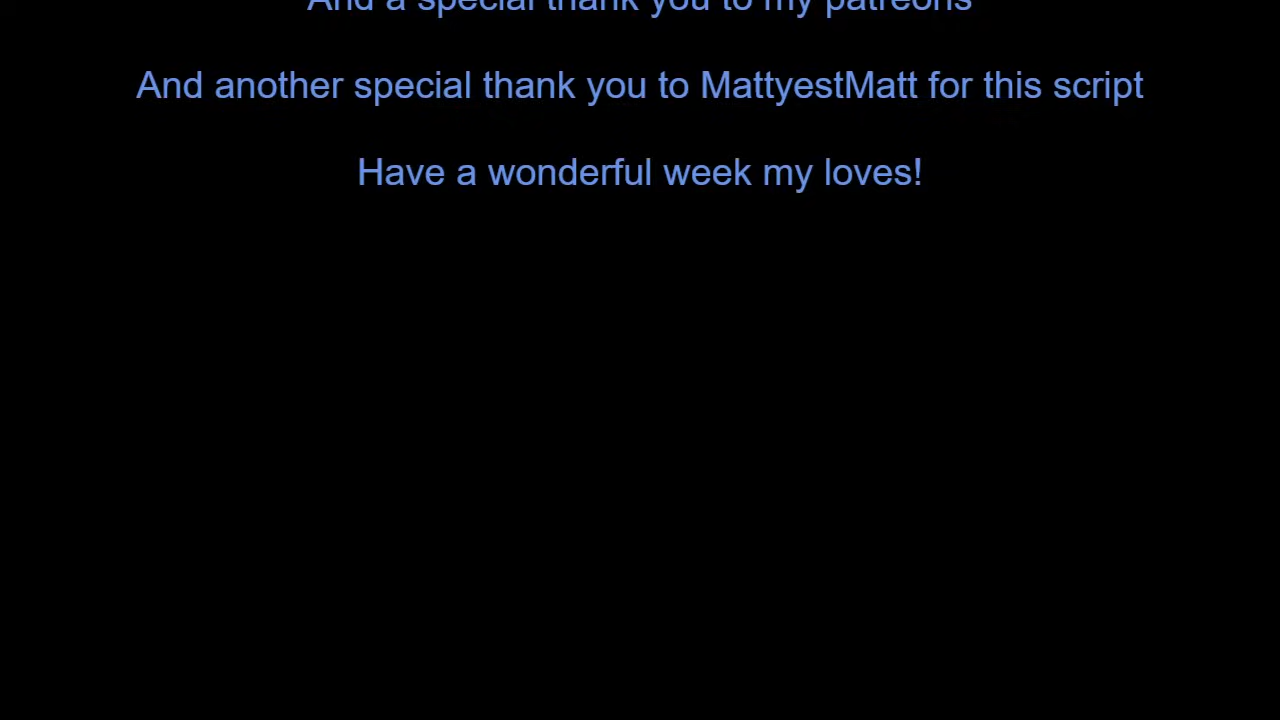 And a special thank you to my patreons
And another special thank you to MattyestMatt for this script
Have a wonderful week my loves!